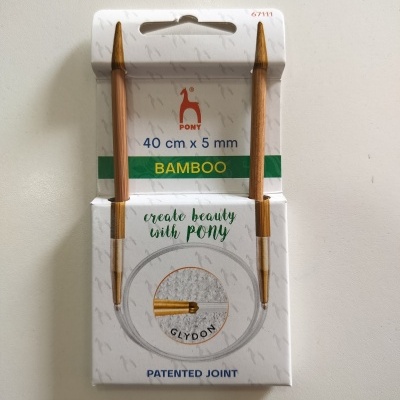 67111
PONY
40 cm x 5 mm
BAMBOO
create beauty
with PONY
GLYDON
PATENTED JOINT